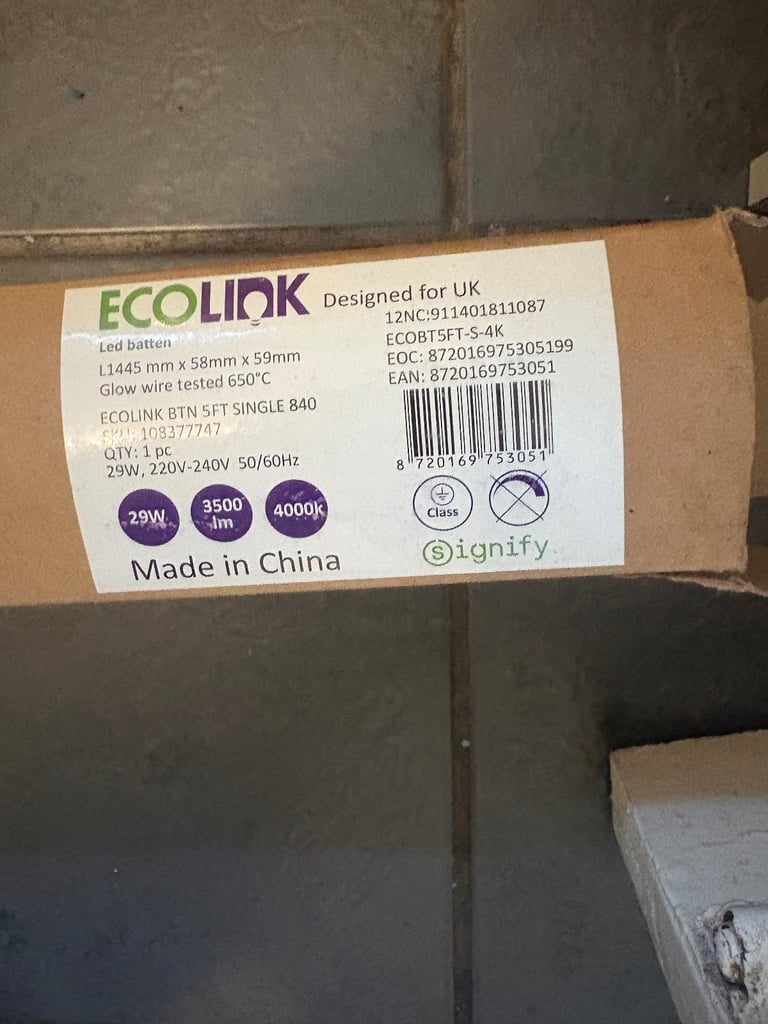 ECOLINK Designed for UK
Led batten
L1445 mm x 58mm x 59mm
Glow wire tested 650°C
ECOLINK BTN 5FT SINGLE 840
SKU: 108377747
QTY: 1 pc
29W, 220V-240V 50/60Hz
29W
3500 lm
4000k
Made in China
12NC:911401811087
ECOBT5FT-S-4K
EOC: 872016975305199
EAN: 8720169753051
8 720169 753051
Class
Signify